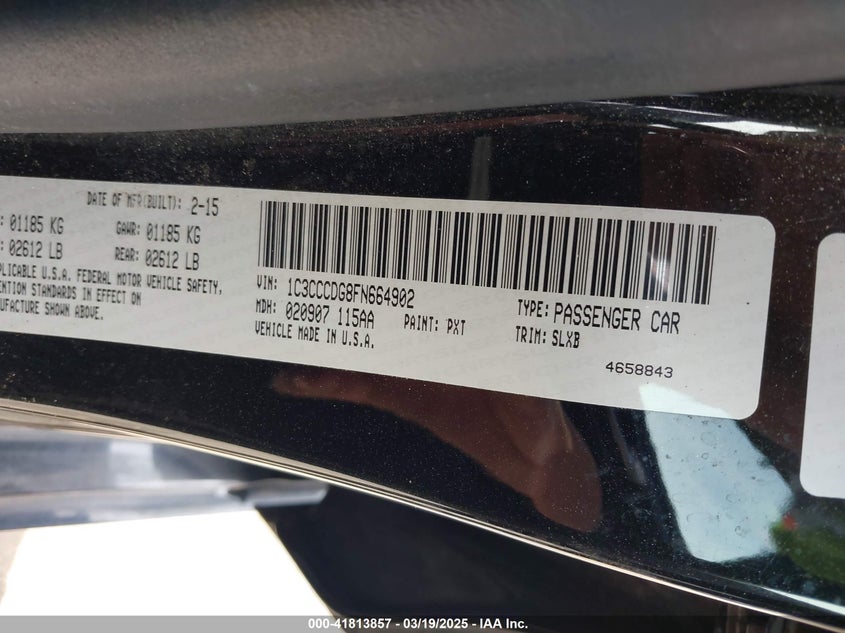 DATE OF MFR(BUILT): 2-15
: 01185 KG GAWR: 01185 KG
: 02612 LB REAR: 02612 LB
PLICABLE U.S.A. FEDERAL MOTOR VEHICLE SAFETY,
ENTION STANDARDS IN EFFECT ON
UFACTURE SHOWN ABOVE.
VIN: 1C3CCCDG8FN664902
MDH: 020907 115AA PAINT: PXT
VEHICLE MADE IN U.S.A.
TYPE: PASSENGER CAR
TRIM: SLXB
4658843
000-41813857 - 03/19/2025 - IAA Inc.